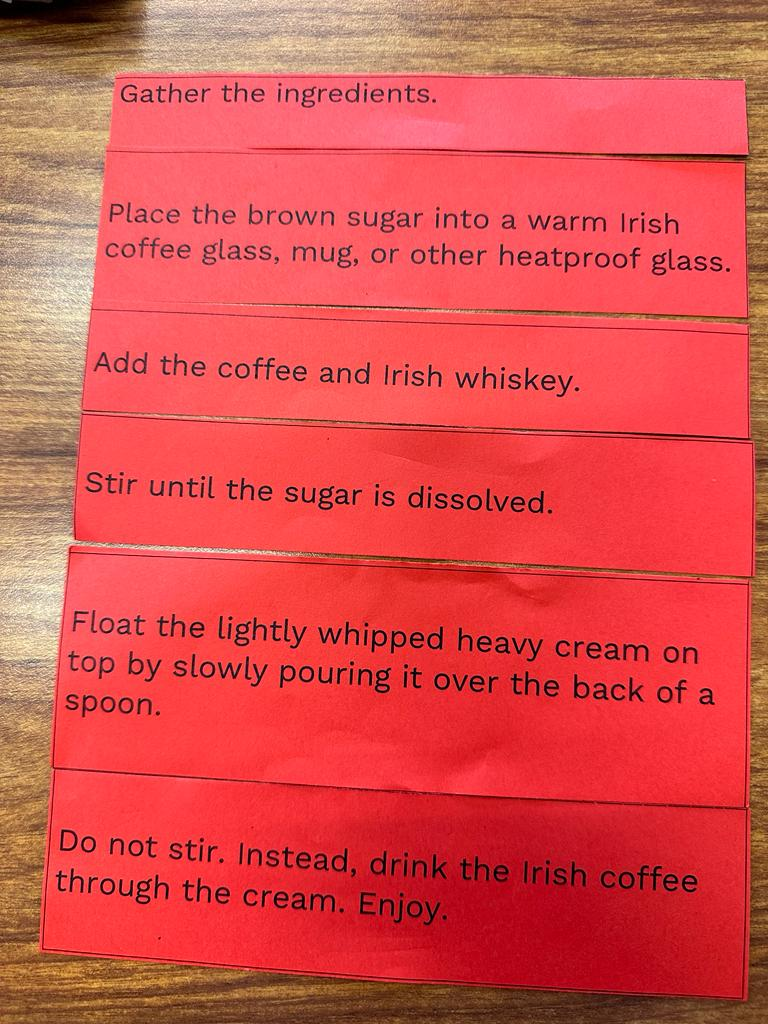 Gather the ingredients.
Place the brown sugar into a warm Irish
coffee glass, mug, or other heatproof glass.
Add the coffee and Irish whiskey.
Stir until the sugar is dissolved.
Float the lightly whipped heavy cream on
top by slowly pouring it over the back of a
spoon.
Do not stir. Instead, drink the Irish coffee
through the cream. Enjoy.